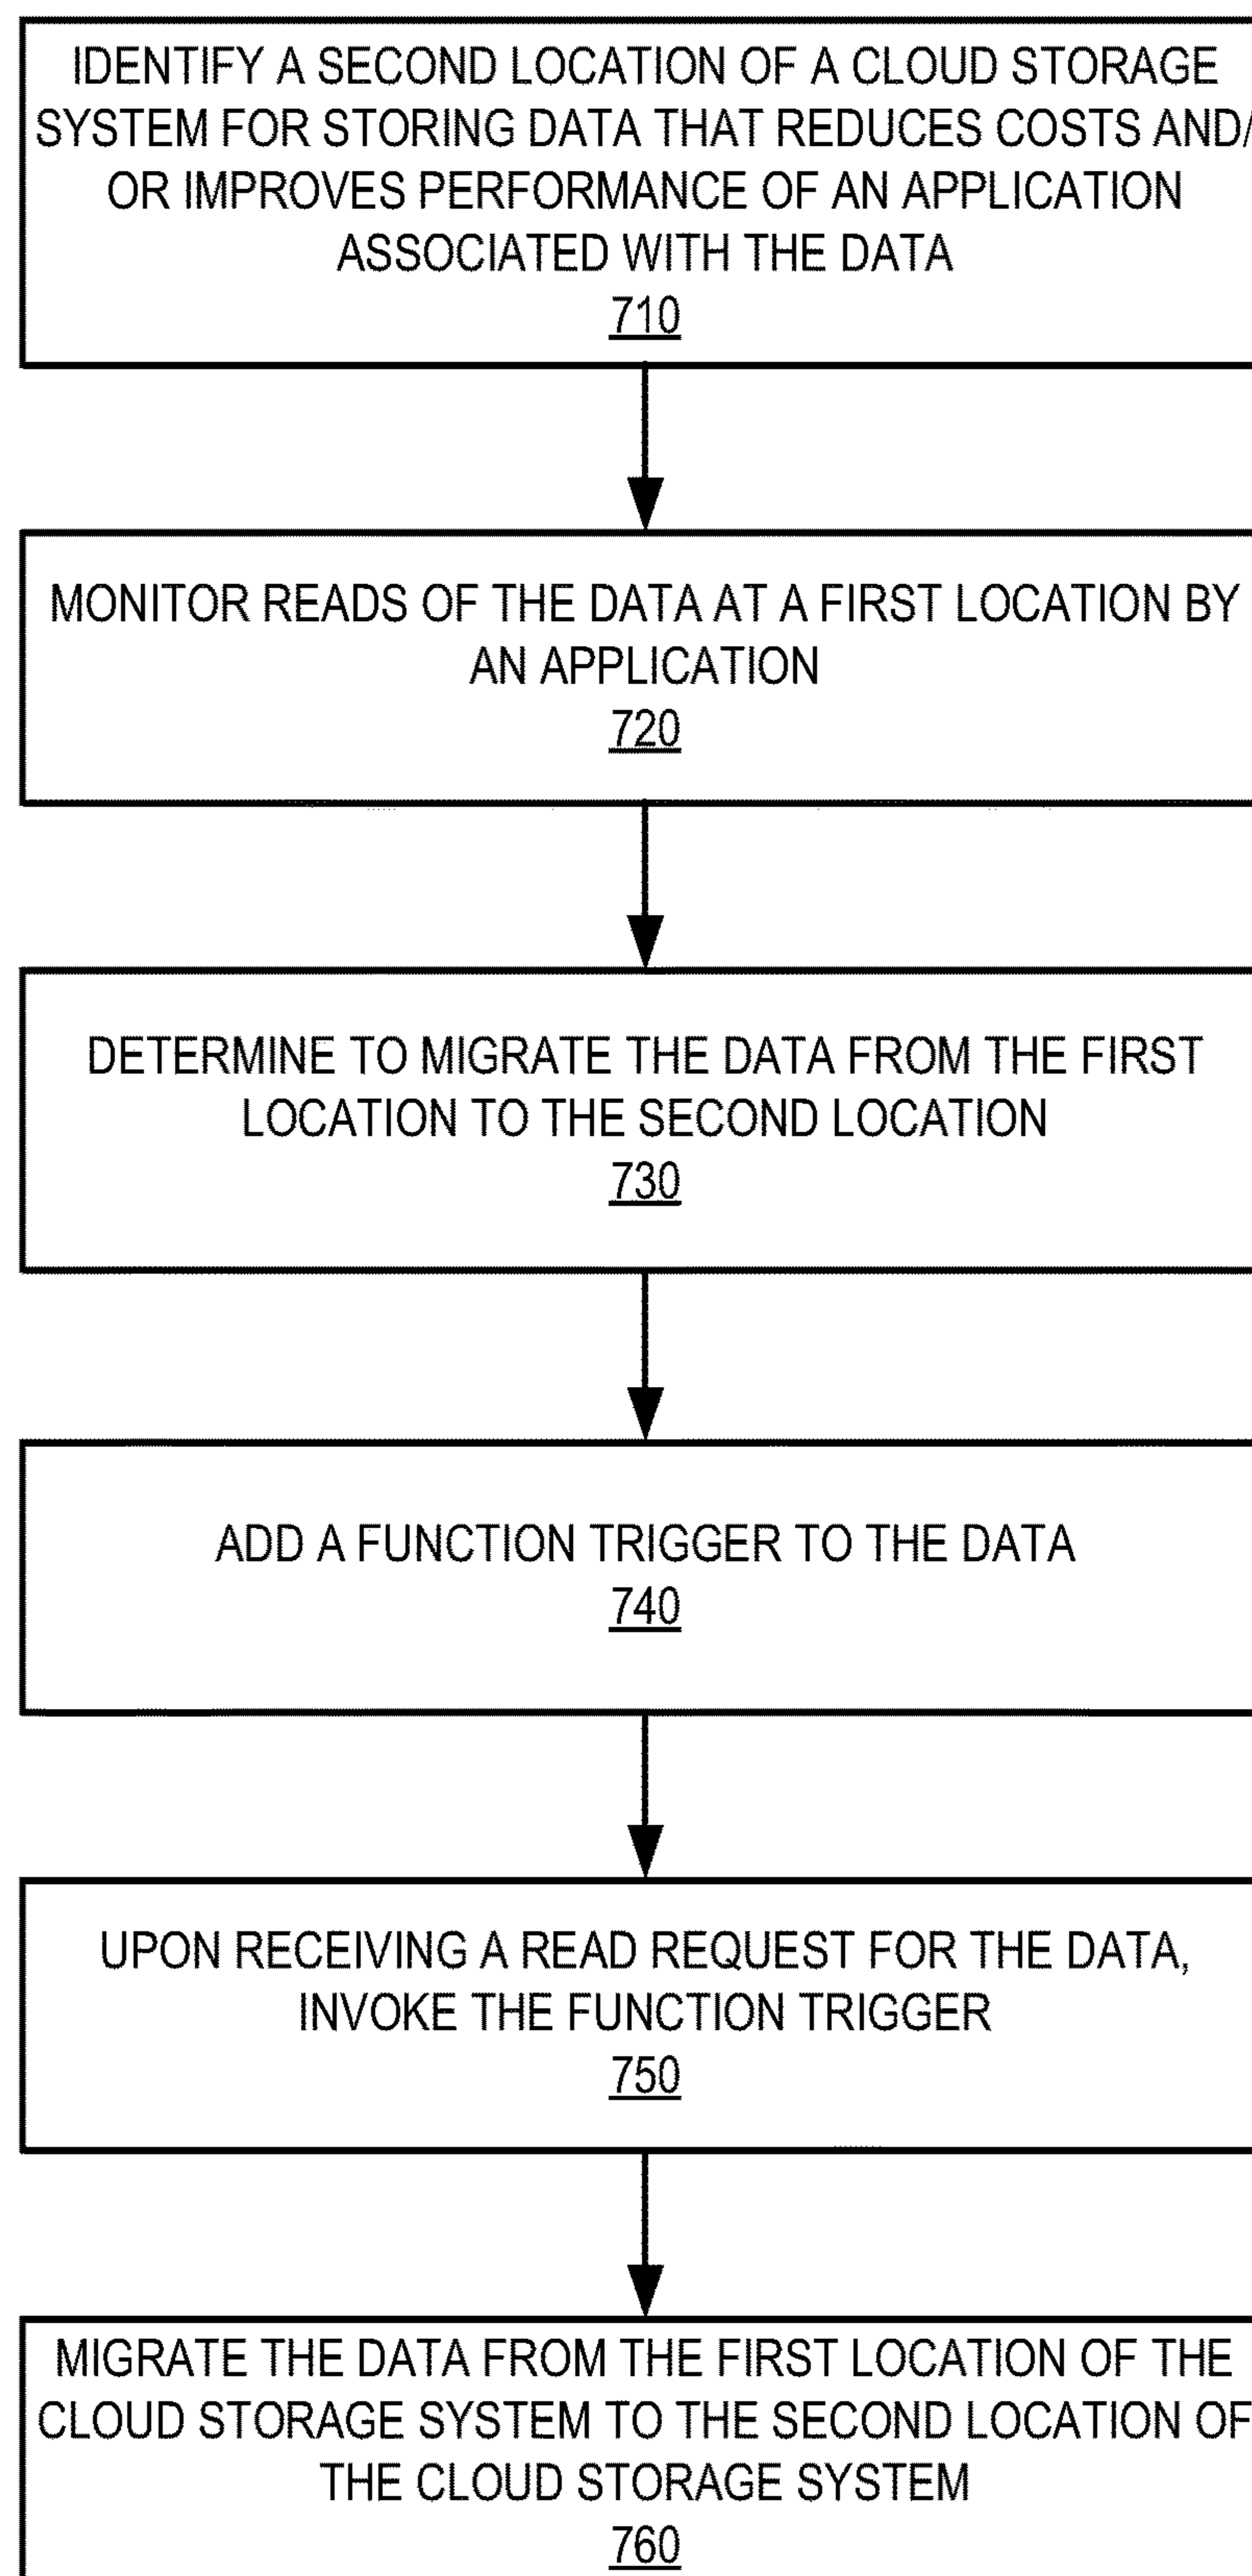 IDENTIFY A SECOND LOCATION OF A CLOUD STORAGE
SYSTEM FOR STORING DATA THAT REDUCES COSTS AND/
OR IMPROVES PERFORMANCE OF AN APPLICATION
ASSOCIATED WITH THE DATA
710
MONITOR READS OF THE DATA AT A FIRST LOCATION BY
AN APPLICATION
720
DETERMINE TO MIGRATE THE DATA FROM THE FIRST
LOCATION TO THE SECOND LOCATION
730
ADD A FUNCTION TRIGGER TO THE DATA
740
UPON RECEIVING A READ REQUEST FOR THE DATA,
INVOKE THE FUNCTION TRIGGER
750
MIGRATE THE DATA FROM THE FIRST LOCATION OF THE
CLOUD STORAGE SYSTEM TO THE SECOND LOCATION OF
THE CLOUD STORAGE SYSTEM
760